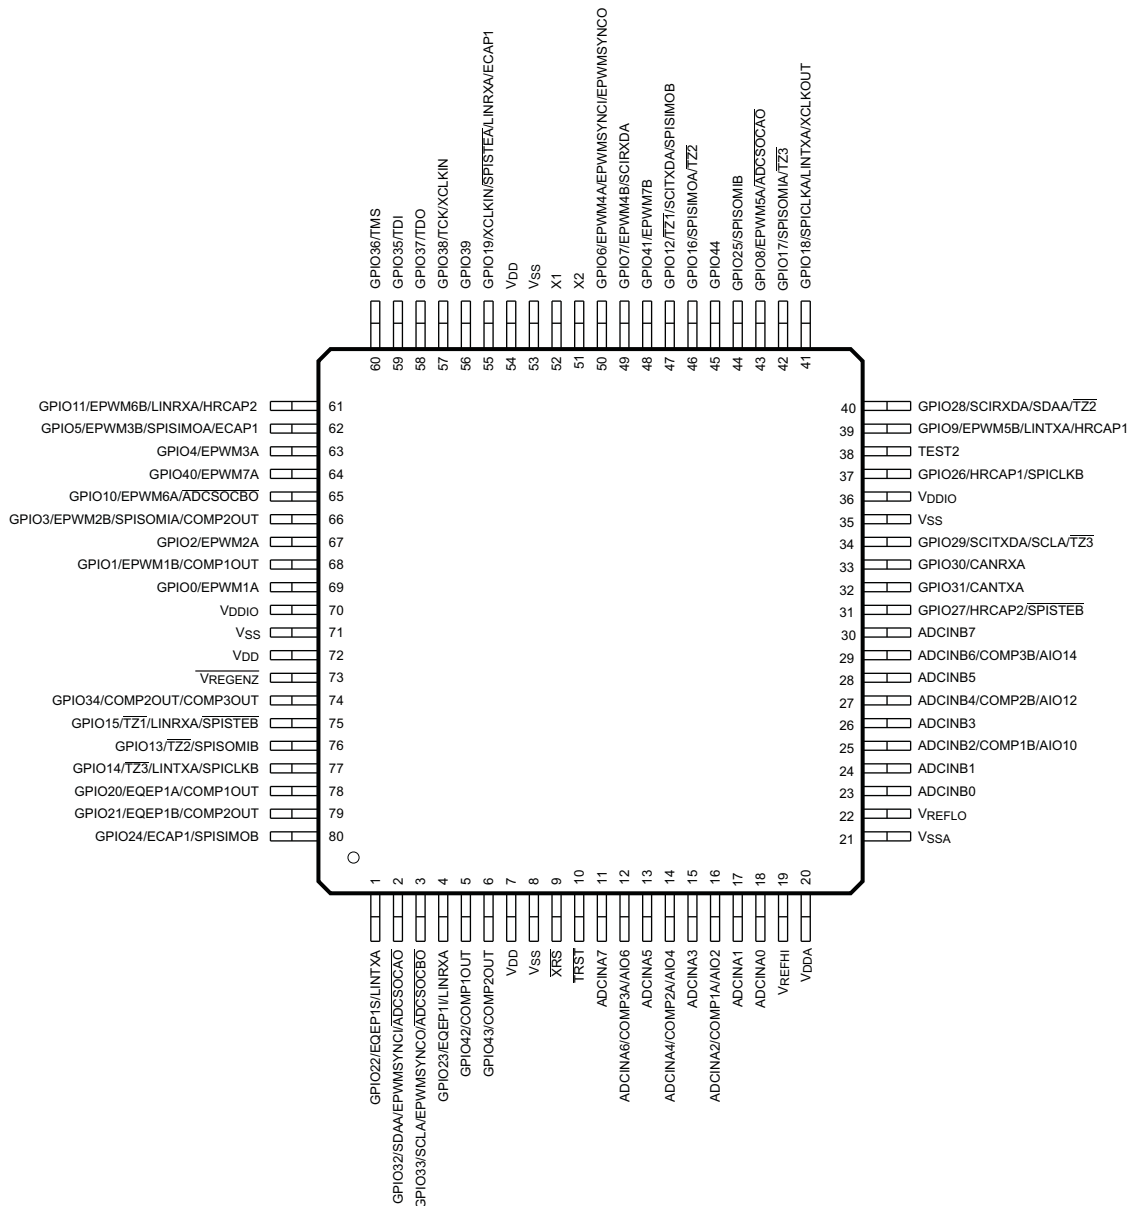 GPIO36/TMS
GPIO35/TDI
GPIO37/TDO
GPIO38/TCK/XCLKIN
GPIO39
GPIO19/XCLKIN/SPISTEA/LINRXA/ECAP1
VDD
VSS
X1
X2
GPIO6/EPWM4A/EPWMSYNCI/EPWMSYNCO
GPIO7/EPWM4B/SCIRXDA
GPIO41/EPWM7B
GPIO12/TZ1/SCITXDA/SPISIMOB
GPIO16/SPISIMOA/TZ2
GPIO44
GPIO25/SPISOMIB
GPIO8/EPWM5A/ADCSOCAO
GPIO17/SPISOMIA/TZ3
GPIO18/SPICLKA/LINTXA/XCLKOUT
60 59 58 57 56 55 54 53 52 51 50 49 48 47 46 45 44 43 42 41
GPIO11/EPWM6B/LINRXA/HRCAP2 61
GPIO5/EPWM3B/SPISIMOA/ECAP1 62
GPIO4/EPWM3A 63
GPIO40/EPWM7A 64
GPIO10/EPWM6A/ADCSOCBO 65
GPIO3/EPWM2B/SPISOMIA/COMP2OUT 66
GPIO2/EPWM2A 67
GPIO1/EPWM1B/COMP1OUT 68
GPIO0/EPWM1A 69
VDDIO 70
VSS 71
VDD 72
VREGENZ 73
GPIO34/COMP2OUT/COMP3OUT 74
GPIO15/TZ1/LINRXA/SPISTEB 75
GPIO13/TZ2/SPISOMIB 76
GPIO14/TZ3/LINTXA/SPICLKB 77
GPIO20/EQEP1A/COMP1OUT 78
GPIO21/EQEP1B/COMP2OUT 79
GPIO24/ECAP1/SPISIMOB 80
40 GPIO28/SCIRXDA/SDAA/TZ2
39 GPIO9/EPWM5B/LINTXA/HRCAP1
38 TEST2
37 GPIO26/HRCAP1/SPICLKB
36 VDDIO
35 VSS
34 GPIO29/SCITXDA/SCLA/TZ3
33 GPIO30/CANRXA
32 GPIO31/CANTXA
31 GPIO27/HRCAP2/SPISTEB
30 ADCINB7
29 ADCINB6/COMP3B/AIO14
28 ADCINB5
27 ADCINB4/COMP2B/AIO12
26 ADCINB3
25 ADCINB2/COMP1B/AIO10
24 ADCINB1
23 ADCINB0
22 VREFLO
21 VSSA
1 2 3 4 5 6 7 8 9 10 11 12 13 14 15 16 17 18 19 20
GPIO22/EQEP1S/LINTXA
GPIO32/SDAA/EPWMSYNCI/ADCSOCAO
GPIO33/SCLA/EPWMSYNCO/ADCSOCBO
GPIO23/EQEP1I/LINRXA
GPIO42/COMP1OUT
GPIO43/COMP2OUT
VDD
VSS
XRS
TRST
ADCINA7
ADCINA6/COMP3A/AIO6
ADCINA5
ADCINA4/COMP2A/AIO4
ADCINA3
ADCINA2/COMP1A/AIO2
ADCINA1
ADCINA0
VREFHI
VDDA